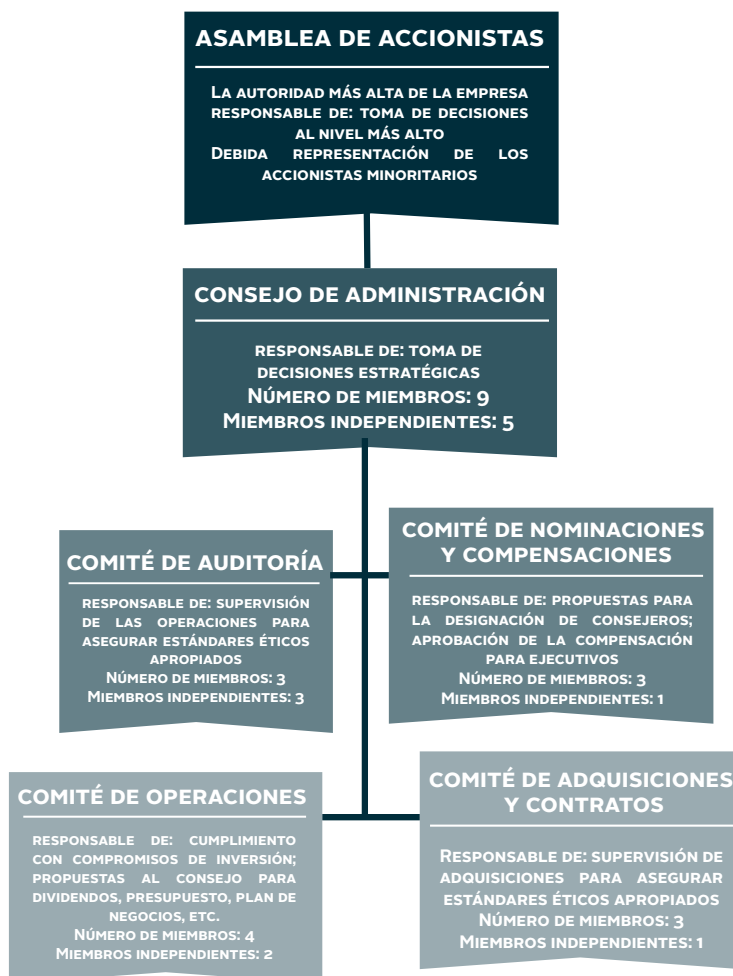 ASAMBLEA DE ACCIONISTAS
LA AUTORIDAD MÁS ALTA DE LA EMPRESA
RESPONSABLE DE: TOMA DE DECISIONES
AL NIVEL MÁS ALTO
DEBIDA REPRESENTACIÓN DE LOS
ACCIONISTAS MINORITARIOS
CONSEJO DE ADMINISTRACIÓN
RESPONSABLE DE: TOMA DE
DECISIONES ESTRATÉGICAS
NÚMERO DE MIEMBROS: 9
MIEMBROS INDEPENDIENTES: 5
COMITÉ DE AUDITORÍA
RESPONSABLE DE: SUPERVISIÓN
DE LAS OPERACIONES PARA
ASEGURAR ESTÁNDARES ÉTICOS
APROPIADOS
NÚMERO DE MIEMBROS: 3
MIEMBROS INDEPENDIENTES: 3
COMITÉ DE NOMINACIONES
Y COMPENSACIONES
RESPONSABLE DE: PROPUESTAS PARA
LA DESIGNACIÓN DE CONSEJEROS;
APROBACIÓN DE LA COMPENSACIÓN
PARA EJECUTIVOS
NÚMERO DE MIEMBROS: 3
MIEMBROS INDEPENDIENTES: 1
COMITÉ DE OPERACIONES
RESPONSABLE DE: CUMPLIMIENTO
CON COMPROMISOS DE INVERSIÓN;
PROPUESTAS AL CONSEJO PARA
DIVIDENDOS, PRESUPUESTO, PLAN DE
NEGOCIOS, ETC.
NÚMERO DE MIEMBROS: 4
MIEMBROS INDEPENDIENTES: 2
COMITÉ DE ADQUISICIONES
Y CONTRATOS
RESPONSABLE DE: SUPERVISIÓN DE
ADQUISICIONES PARA ASEGURAR
ESTÁNDARES ÉTICOS APROPIADOS
NÚMERO DE MIEMBROS: 3
MIEMBROS INDEPENDIENTES: 1